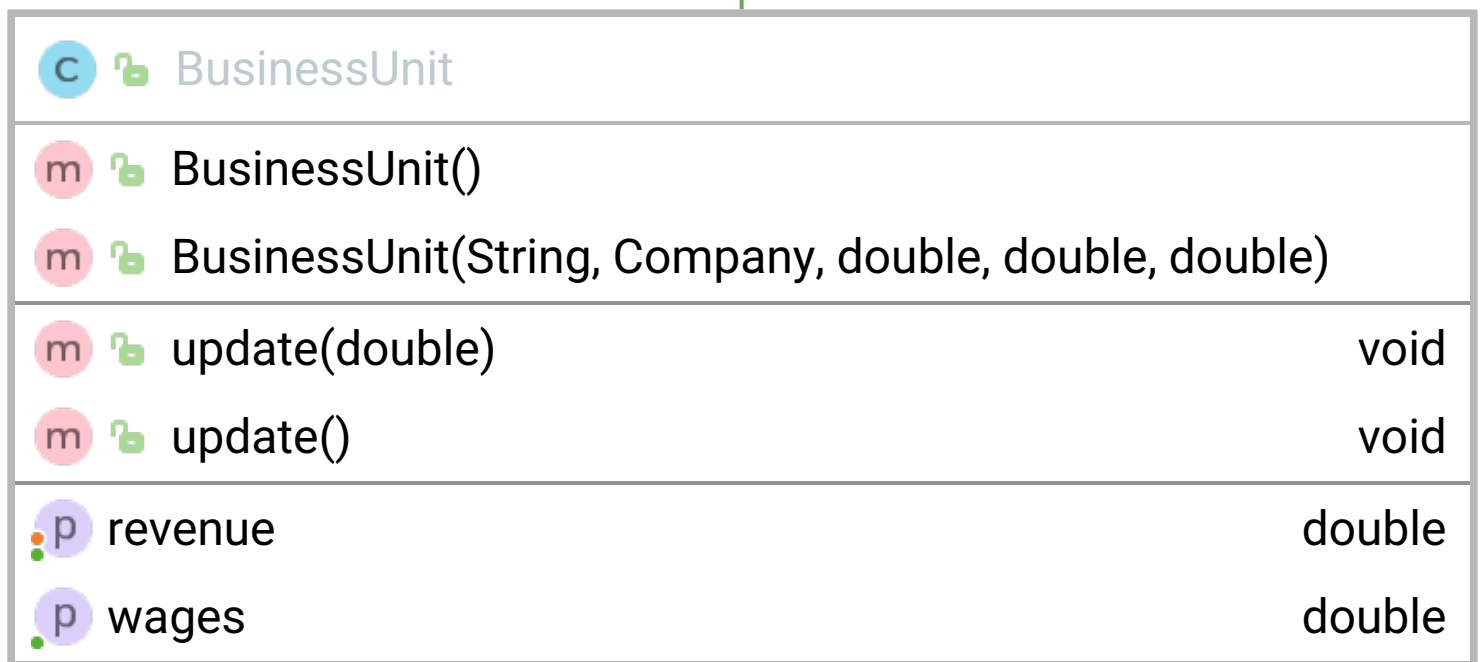 C BusinessUnit
m BusinessUnit()
m BusinessUnit(String, Company, double, double, double)
m update(double) void
m update() void
p revenue double
p wages double